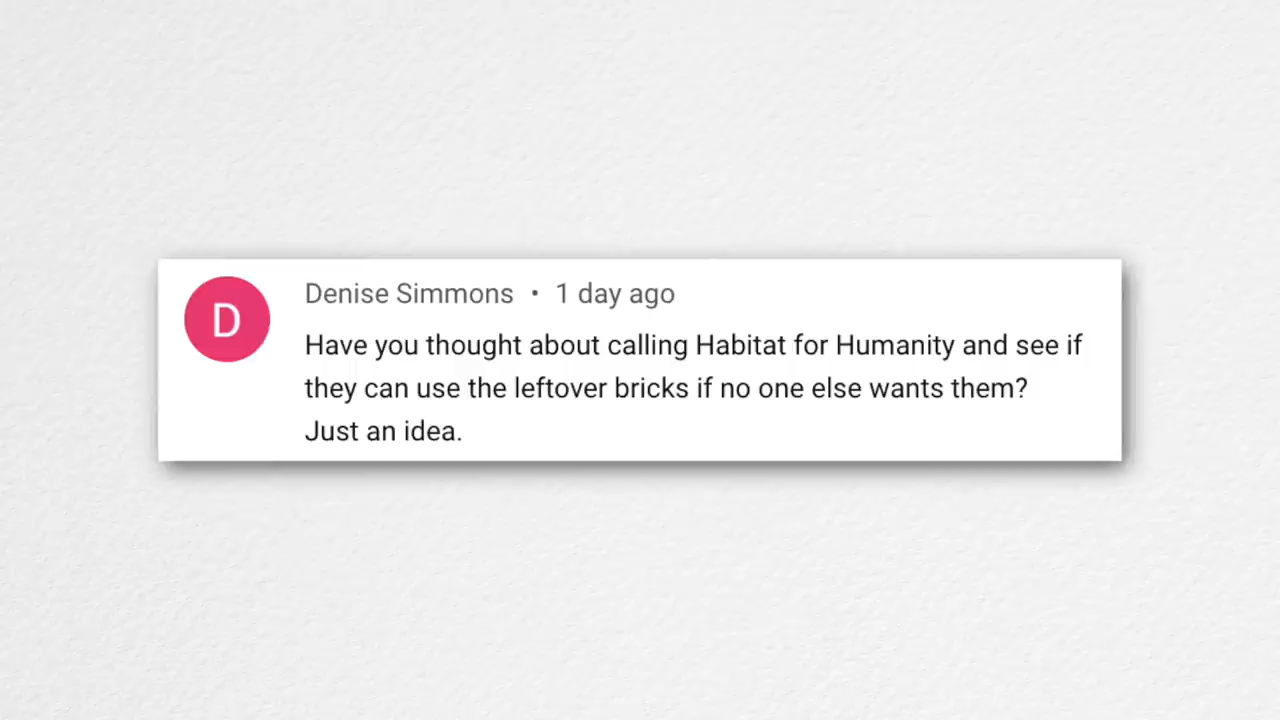 D
Denise Simmons • 1 day ago
Have you thought about calling Habitat for Humanity and see if
they can use the leftover bricks if no one else wants them?
Just an idea.